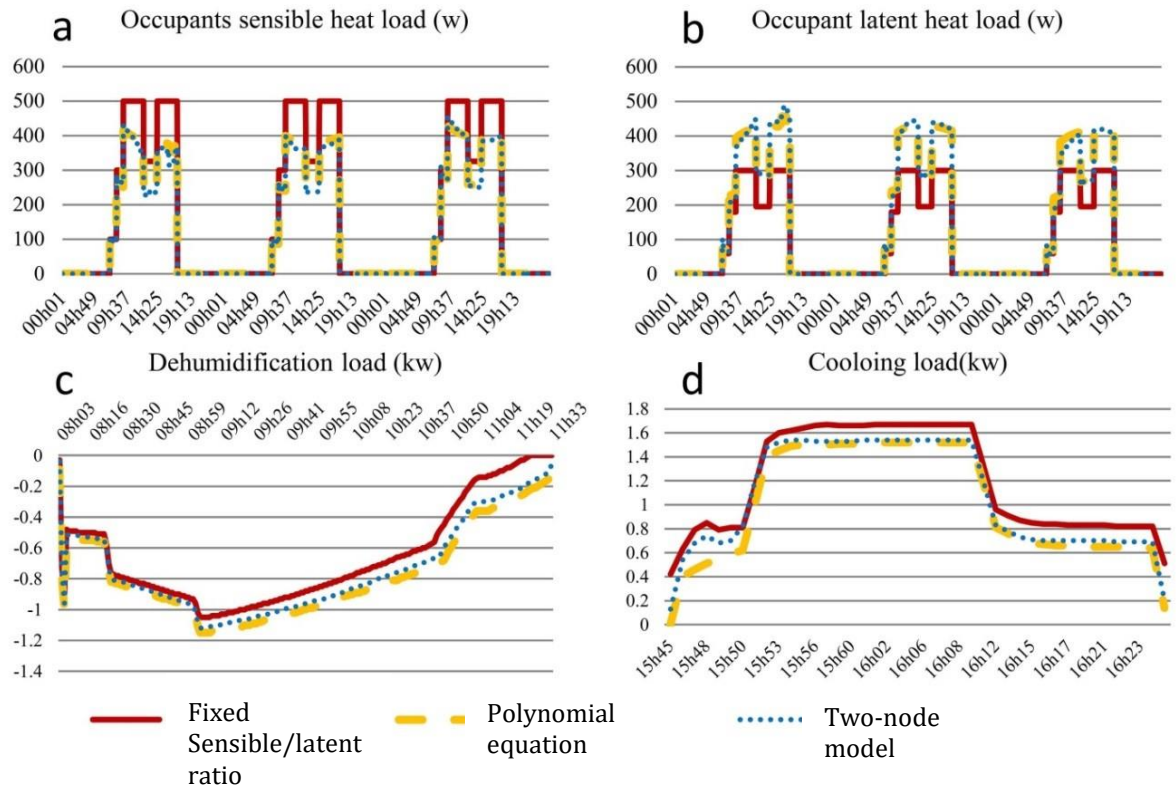 a
Occupants sensible heat load (w)
600
500
400
300
200
100
0
00h01
04h49
09h37
14h25
19h13
00h01
04h49
09h37
14h25
19h13
00h01
04h49
09h37
14h25
19h13
b
Occupant latent heat load (w)
600
500
400
300
200
100
0
00h01
04h49
09h37
14h25
19h13
00h01
04h49
09h37
14h25
19h13
00h01
04h49
09h37
14h25
19h13
c
Dehumidification load (kw)
08h03
08h16
08h30
08h45
08h59
09h12
09h26
09h41
09h55
10h08
10h23
10h37
10h50
11h04
11h19
11h33
0
-0.2
-0.4
-0.6
-0.8
-1
-1.2
-1.4
d
Cooloing load(kw)
1.8
1.6
1.4
1.2
1
0.8
0.6
0.4
0.2
0
15h45
15h48
15h50
15h53
15h56
15h60
16h02
16h06
16h08
16h12
16h15
16h17
16h21
16h23
Fixed
Sensible/latent
ratio
Polynomial
equation
Two-node
model